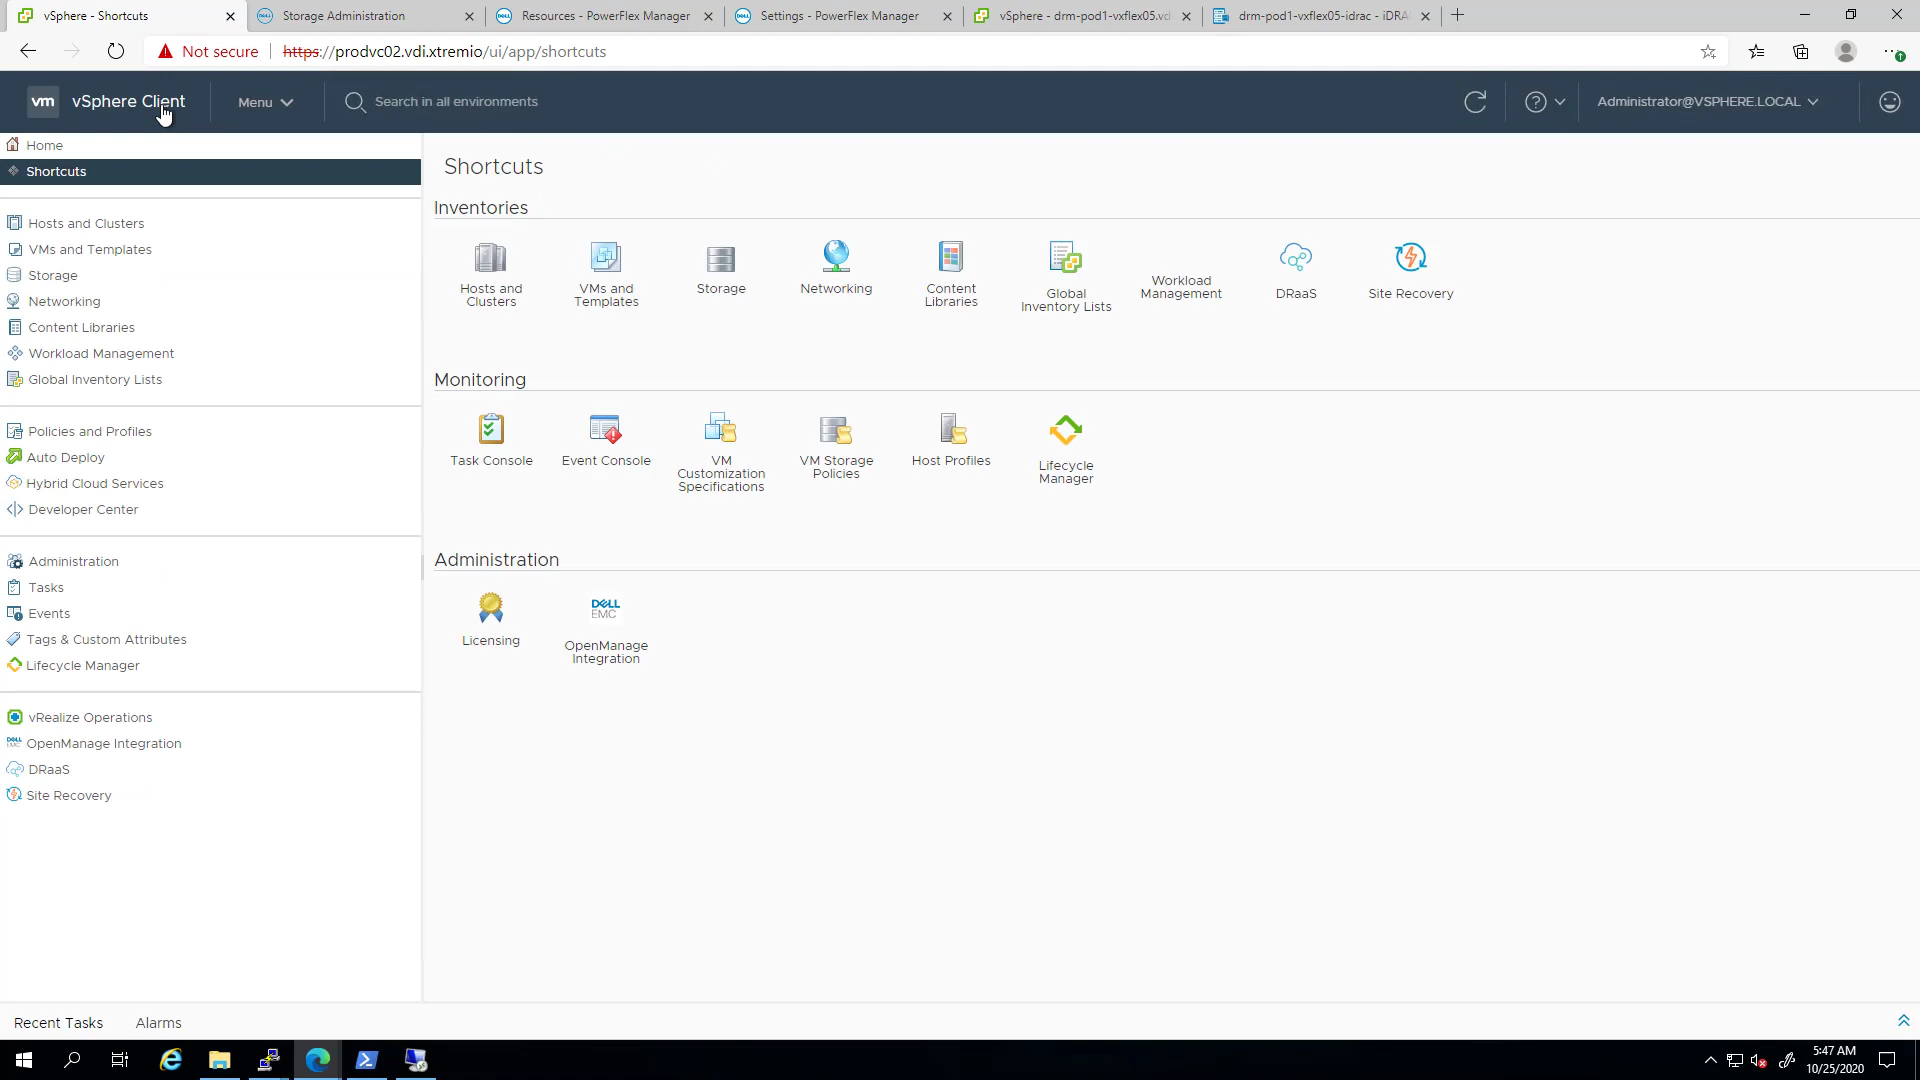 vSphere - Shortcuts
Storage Administration
Resources - PowerFlex Manager
Settings - PowerFlex Manager
vSphere - drm-pod1-vxflex05.vd
drm-pod1-vxflex05-idrac - iDRA
Not secure
https://prodvc02.vdi.xtremio/ui/app/shortcuts
vm vSphere Client
Menu
Search in all environments
Administrator@VSPHERE.LOCAL
Home
Shortcuts
Hosts and Clusters
VMs and Templates
Storage
Networking
Content Libraries
Workload Management
Global Inventory Lists
Policies and Profiles
Auto Deploy
Hybrid Cloud Services
Developer Center
Administration
Tasks
Events
Tags & Custom Attributes
Lifecycle Manager
vRealize Operations
OpenManage Integration
DRaaS
Site Recovery
Shortcuts
Inventories
Hosts and
Clusters
VMs and
Templates
Storage
Networking
Content
Libraries
Global
Inventory Lists
Workload
Management
DRaaS
Site Recovery
Monitoring
Task Console
Event Console
VM
Customization
Specifications
VM Storage
Policies
Host Profiles
Lifecycle
Manager
Administration
Licensing
DELL
EMC
OpenManage
Integration
Recent Tasks
Alarms
5:47 AM
10/25/2020